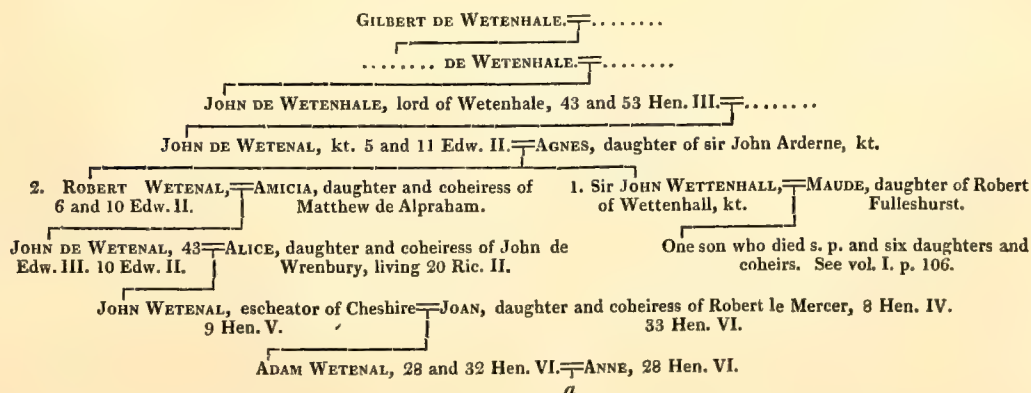 GILBERT DE WETENHALE.=........
........ DE WETENHALE.=........
JOHN DE WETENHALE, lord of Wetenhale, 43 and 53 Hen. III.=........
JOHN DE WETENAL, kt. 5 and 11 Edw. II.=AGNES, daughter of sir John Arderne, kt.
2. ROBERT WETENAL,=AMICIA, daughter and coheiress of
6 and 10 Edw. II. Matthew de Alpraham.
1. Sir JOHN WETTENHALL,=MAUDE, daughter of Robert
of Wettenhall, kt. Fulleshurst.
JOHN DE WETENAL, 43=ALICE, daughter and coheiress of John de
Edw. III. 10 Edw. II. Wrenbury, living 20 Ric. II.
One son who died s. p. and six daughters and
coheirs. See vol. I. p. 106.
JOHN WETENAL, escheator of Cheshire=JOAN, daughter and coheiress of Robert le Mercer, 8 Hen. IV.
9 Hen. V. 33 Hen. VI.
ADAM WETENAL, 28 and 32 Hen. VI.=ANNE, 28 Hen. VI.
a